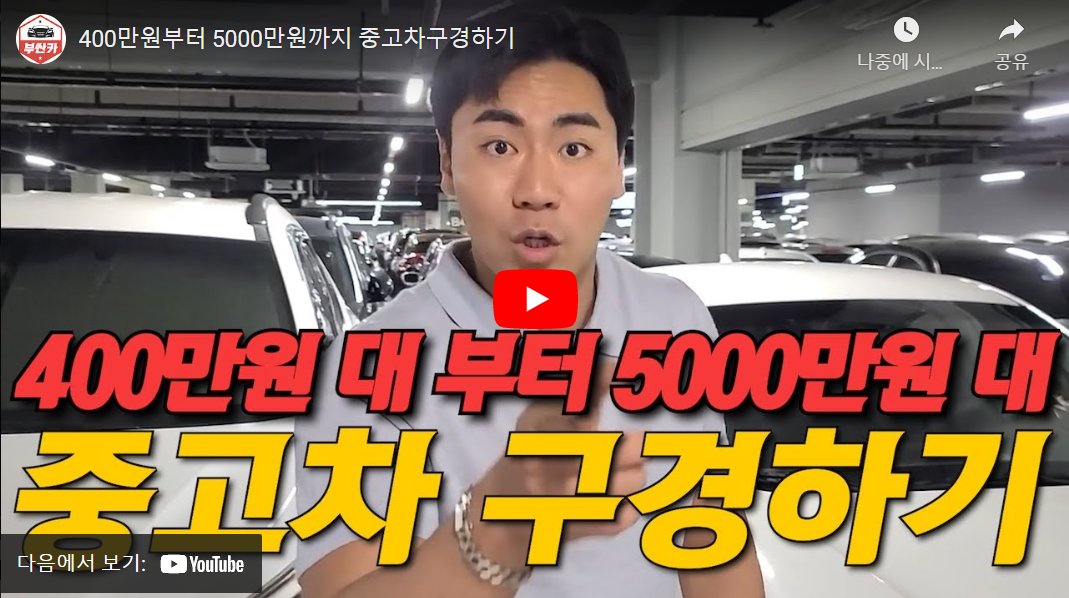 부싼카
400만원부터 5000만원까지 중고차구경하기
나중에 시...
공유
400만원 대 부터 5000만원 대
중고차 구경하기
다음에서 보기: YouTube